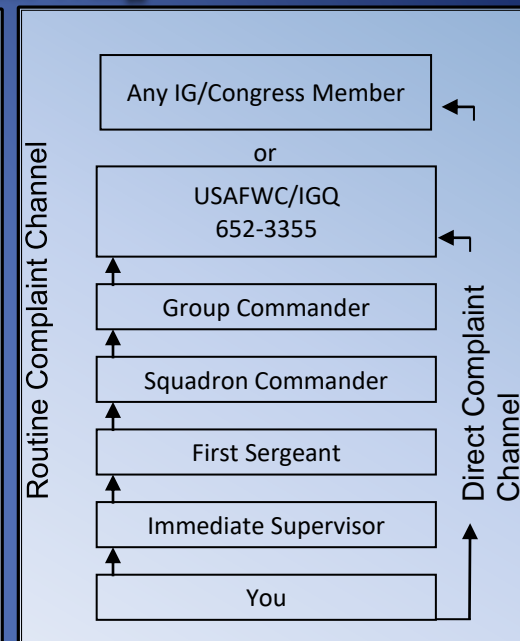 Any IG/Congress Member
or
USAFWC/IGQ
652-3355
Group Commander
Squadron Commander
First Sergeant
Immediate Supervisor
You
Routine Complaint Channel
Direct Complaint
Channel